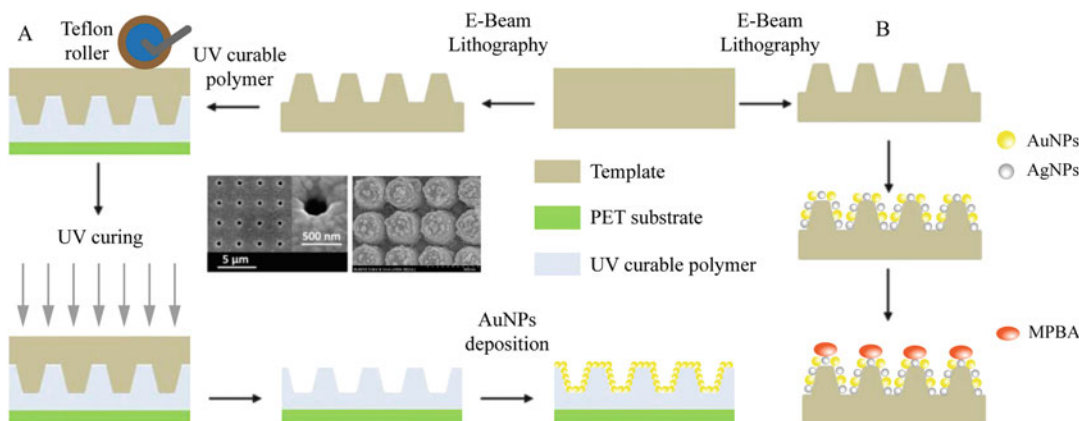 A
Teflon
roller
UV curable
polymer
E-Beam
Lithography
E-Beam
Lithography
B
AuNPs
AgNPs
Template
PET substrate
UV curable polymer
500 nm
5 µm
UV curing
AuNPs
deposition
MPBA